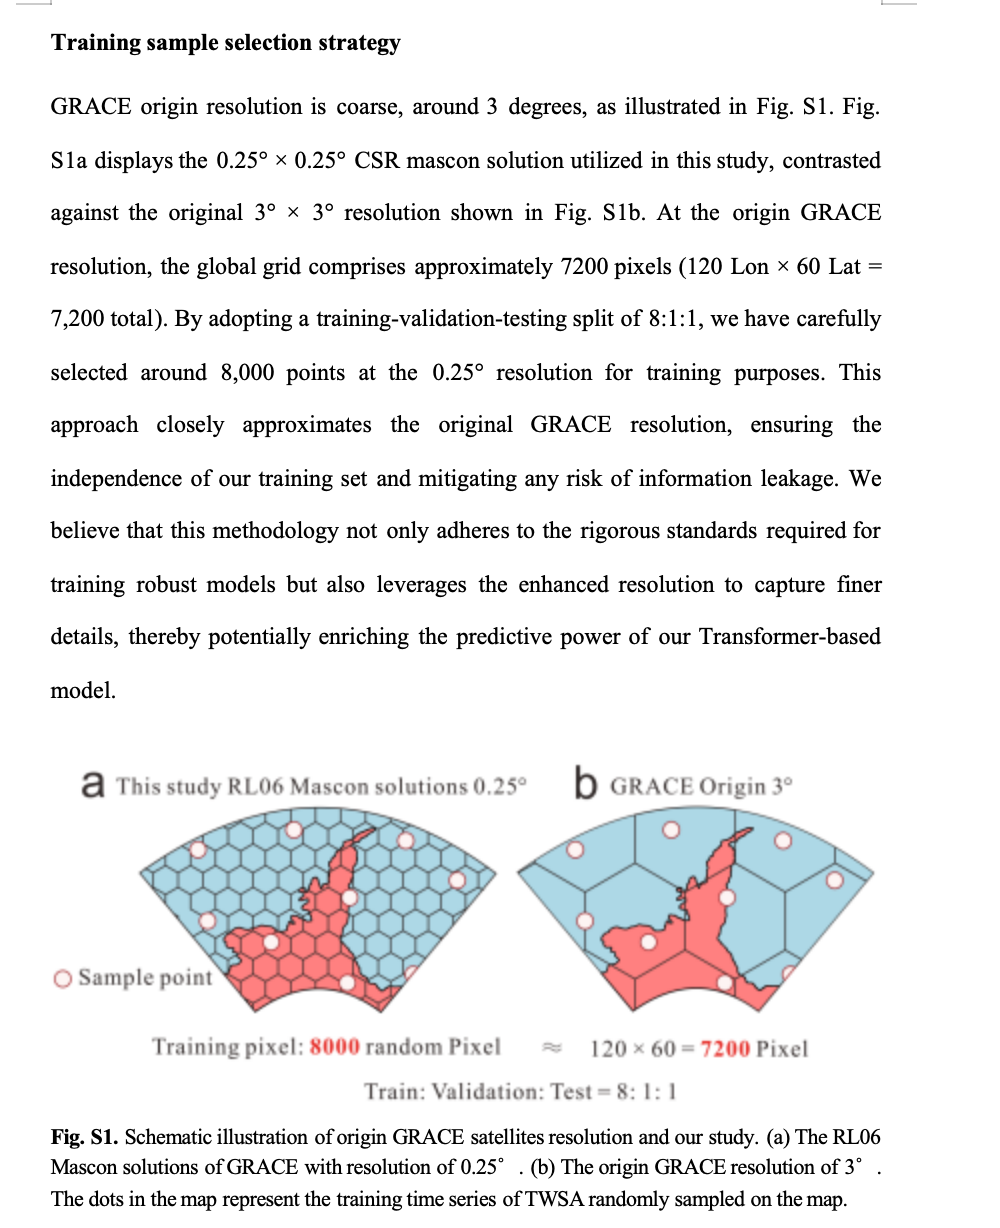 Training sample selection strategy
GRACE origin resolution is coarse, around 3 degrees, as illustrated in Fig. S1. Fig.
S1a displays the 0.25° × 0.25° CSR mascon solution utilized in this study, contrasted
against the original 3° × 3° resolution shown in Fig. S1b. At the origin GRACE
resolution, the global grid comprises approximately 7200 pixels (120 Lon × 60 Lat =
7,200 total). By adopting a training-validation-testing split of 8:1:1, we have carefully
selected around 8,000 points at the 0.25° resolution for training purposes. This
approach closely approximates the original GRACE resolution, ensuring the
independence of our training set and mitigating any risk of information leakage. We
believe that this methodology not only adheres to the rigorous standards required for
training robust models but also leverages the enhanced resolution to capture finer
details, thereby potentially enriching the predictive power of our Transformer-based
model.
a This study RL06 Mascon solutions 0.25° b GRACE Origin 3°
Sample point
Training pixel: 8000 random Pixel ≈ 120 × 60 = 7200 Pixel
Train: Validation: Test = 8: 1: 1
Fig. S1. Schematic illustration of origin GRACE satellites resolution and our study. (a) The RL06
Mascon solutions of GRACE with resolution of 0.25° . (b) The origin GRACE resolution of 3° .
The dots in the map represent the training time series of TWSA randomly sampled on the map.